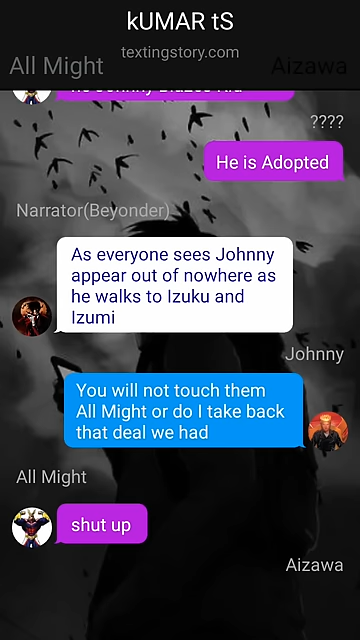 kUMAR tS
textingstory.com
All Might
Aizawa
????
He is Adopted
Narrator(Beyonder)
As everyone sees Johnny
appear out of nowhere as
he walks to Izuku and
Izumi
Johnny
You will not touch them
All Might or do I take back
that deal we had
All Might
shut up
Aizawa